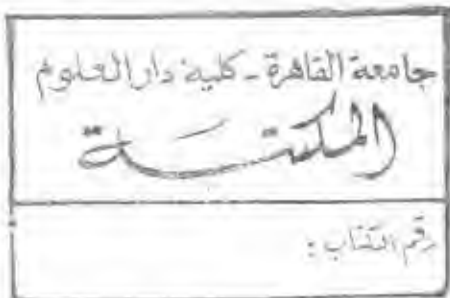 جامعة القاهرة - كلية دار العلوم
المكتبة
رقم الكتاب :